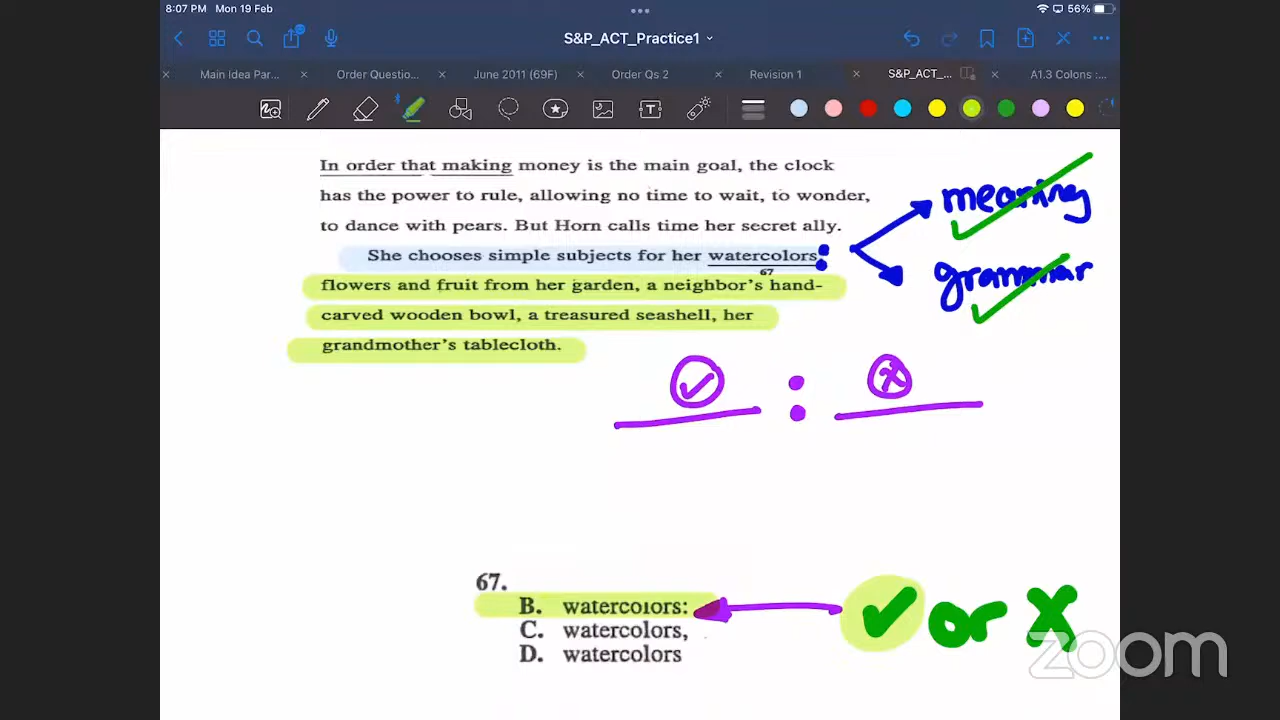 8:07 PM Mon 19 Feb
56%
S&P_ACT_Practice1
Main Idea Par...
Order Questio...
June 2011 (69F)
Order Qs 2
Revision 1
S&P_ACT_...
A1.3 Colons :...
In order that making money is the main goal, the clock
has the power to rule, allowing no time to wait, to wonder,
to dance with pears. But Horn calls time her secret ally.
She chooses simple subjects for her watercolors:
67
flowers and fruit from her garden, a neighbor's hand-
carved wooden bowl, a treasured seashell, her
grandmother's tablecloth.
meaning
grammar
:
67.
B. watercolors:
C. watercolors,
D. watercolors
✓ or X
zoom